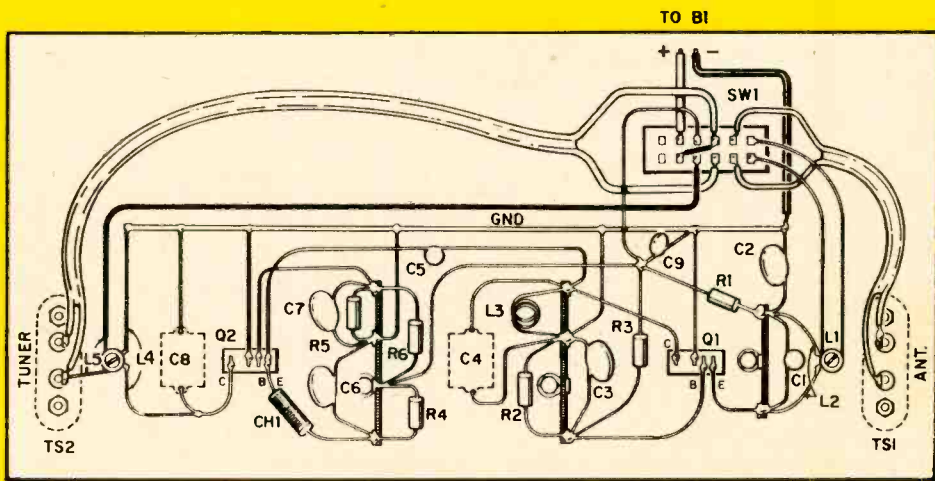 TO B1
+ -
SW1
GND
C5
C9
C2
R1
C7
L3
R3
TUNER
L5
L4
C8
Q2
R5
R6
C4
Q1
L1
ANT.
C
B
E
C6
R4
R2
C3
C
B
E
C1
L2
CH1
TS2
TS1